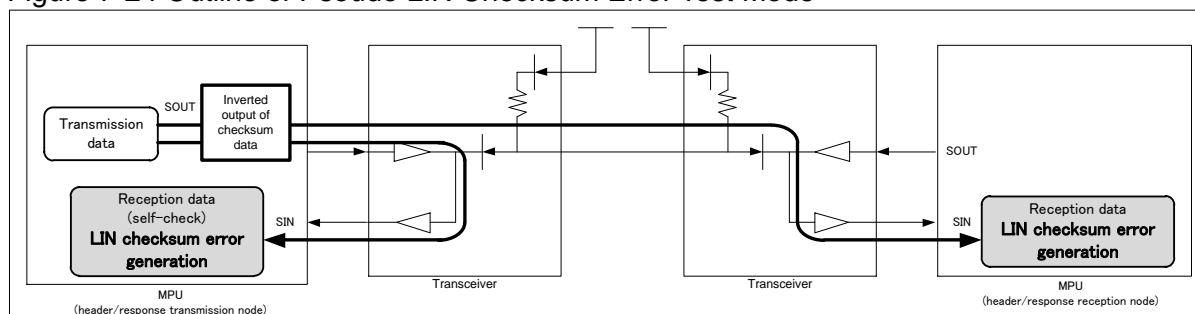 Figure 7-21 Outline of Pseudo LIN Checksum Error Test Mode
SOUT
Transmission
data
Inverted
output of
checksum
data
Reception data
(self-check)
LIN checksum error
generation
SIN
MPU
(header/response transmission node)
Transceiver
Transceiver
SOUT
SIN
Reception data
LIN checksum error
generation
MPU
(header/response reception node)